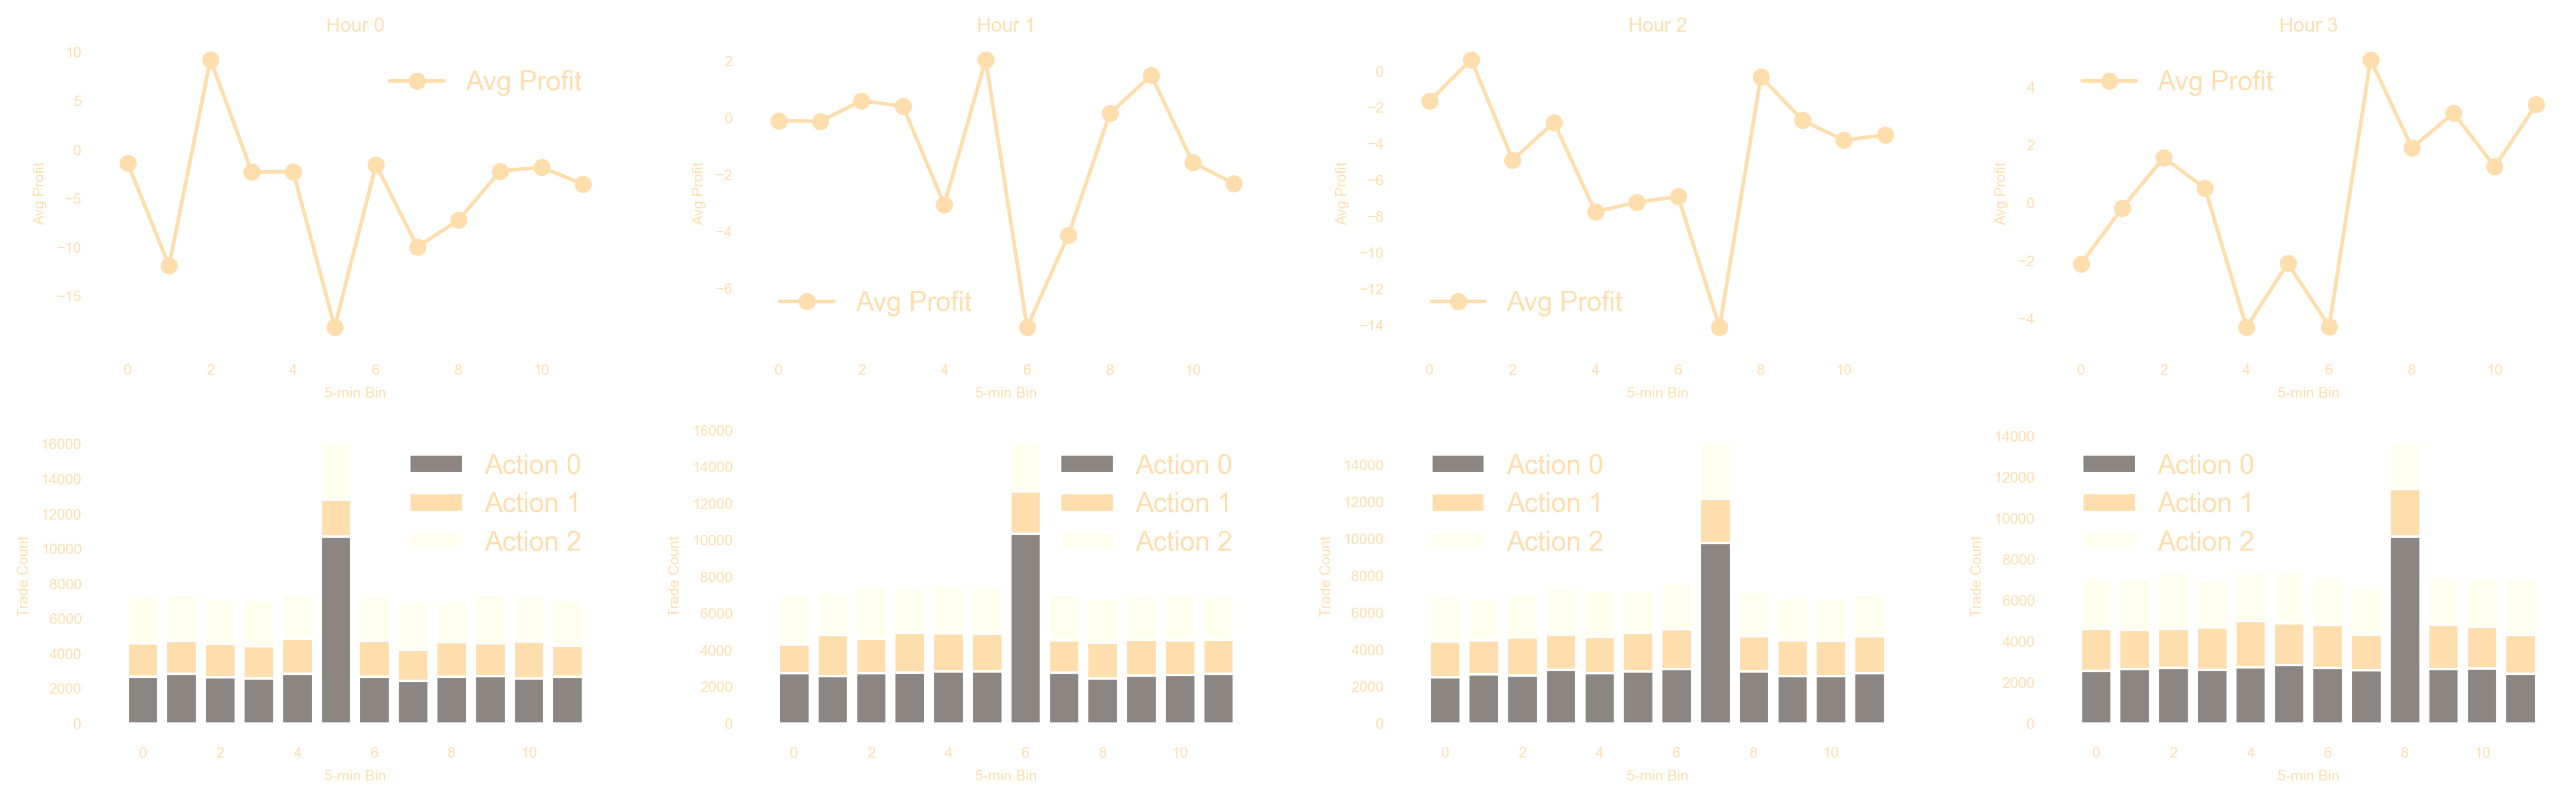 Hour 0
10
5
0
−5
−10
−15
Avg Profit
Avg Profit
0 2 4 6 8 10
5-min Bin
Hour 1
2
0
−2
−4
−6
Avg Profit
Avg Profit
0 2 4 6 8 10
5-min Bin
Hour 2
0
−2
−4
−6
−8
−10
−12
−14
Avg Profit
Avg Profit
0 2 4 6 8 10
5-min Bin
Hour 3
4
2
0
−2
−4
Avg Profit
Avg Profit
0 2 4 6 8 10
5-min Bin
16000
14000
12000
10000
8000
6000
4000
2000
0
Trade Count
Action 0
Action 1
Action 2
0 2 4 6 8 10
5-min Bin
16000
14000
12000
10000
8000
6000
4000
2000
0
Trade Count
Action 0
Action 1
Action 2
0 2 4 6 8 10
5-min Bin
14000
12000
10000
8000
6000
4000
2000
0
Trade Count
Action 0
Action 1
Action 2
0 2 4 6 8 10
5-min Bin
14000
12000
10000
8000
6000
4000
2000
0
Trade Count
Action 0
Action 1
Action 2
0 2 4 6 8 10
5-min Bin